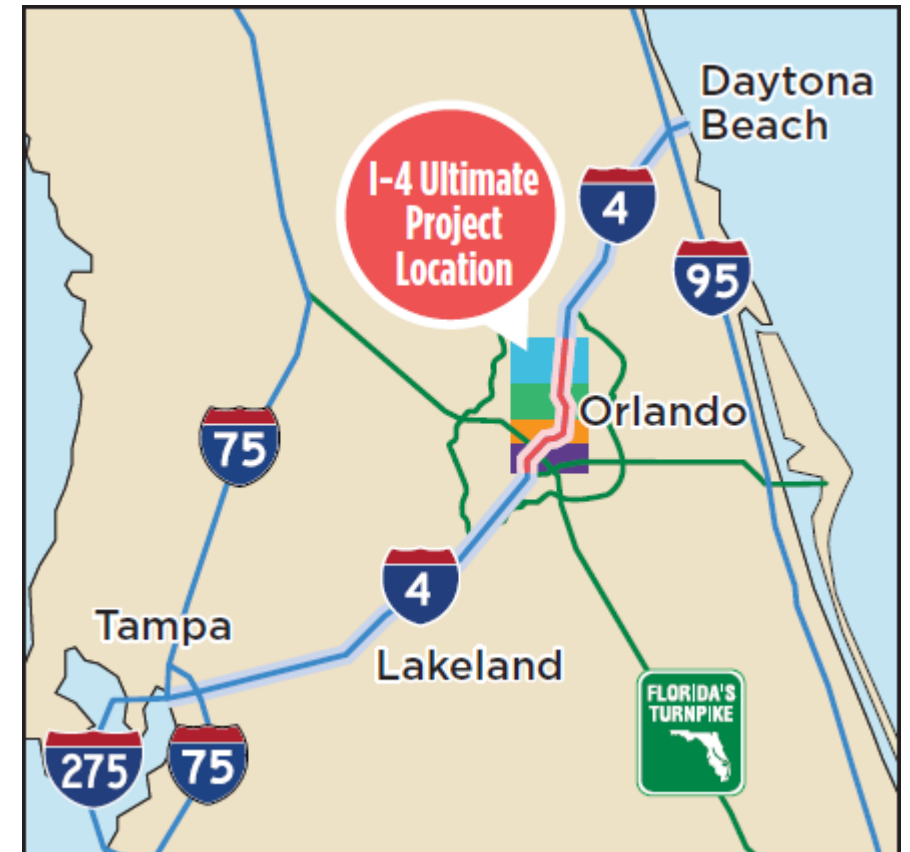 Daytona
Beach
I-4 Ultimate
Project
Location
4
95
Orlando
75
4
Tampa
Lakeland
FLORIDA'S
TURNPIKE
275
75